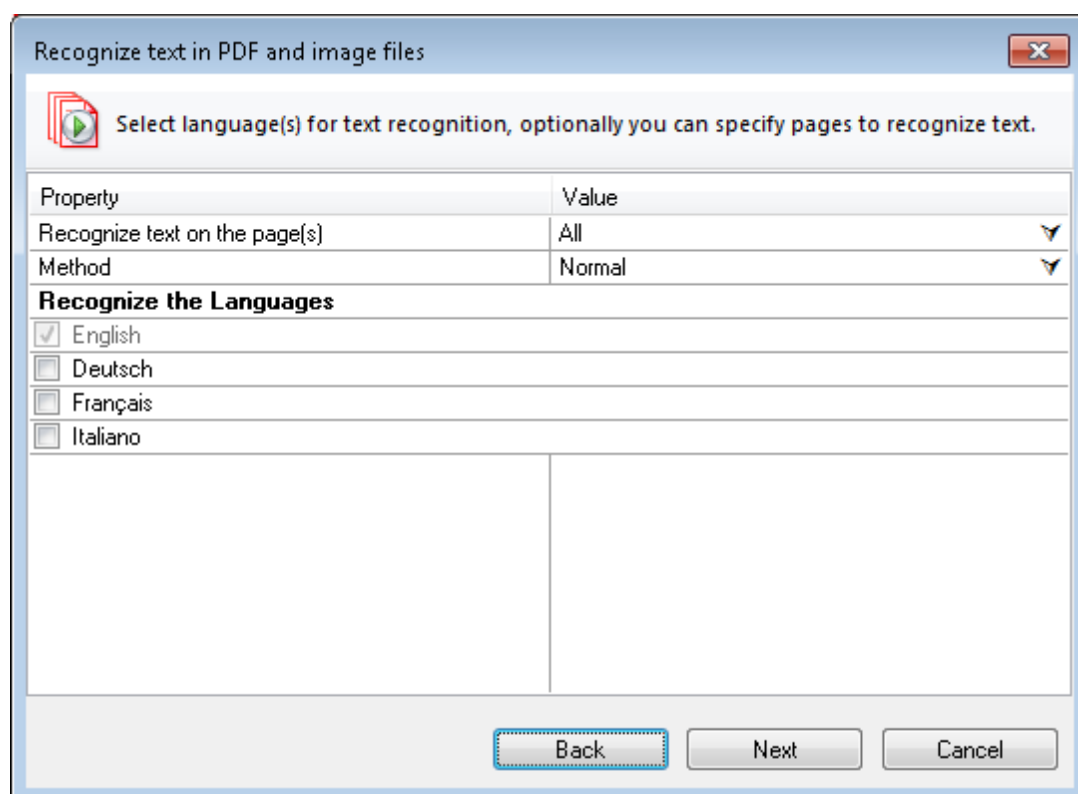 Recognize text in PDF and image files
Select language(s) for text recognition, optionally you can specify pages to recognize text.
Property Value
Recognize text on the page(s) All
Method Normal
Recognize the Languages
English
Deutsch
Français
Italiano
Back Next Cancel